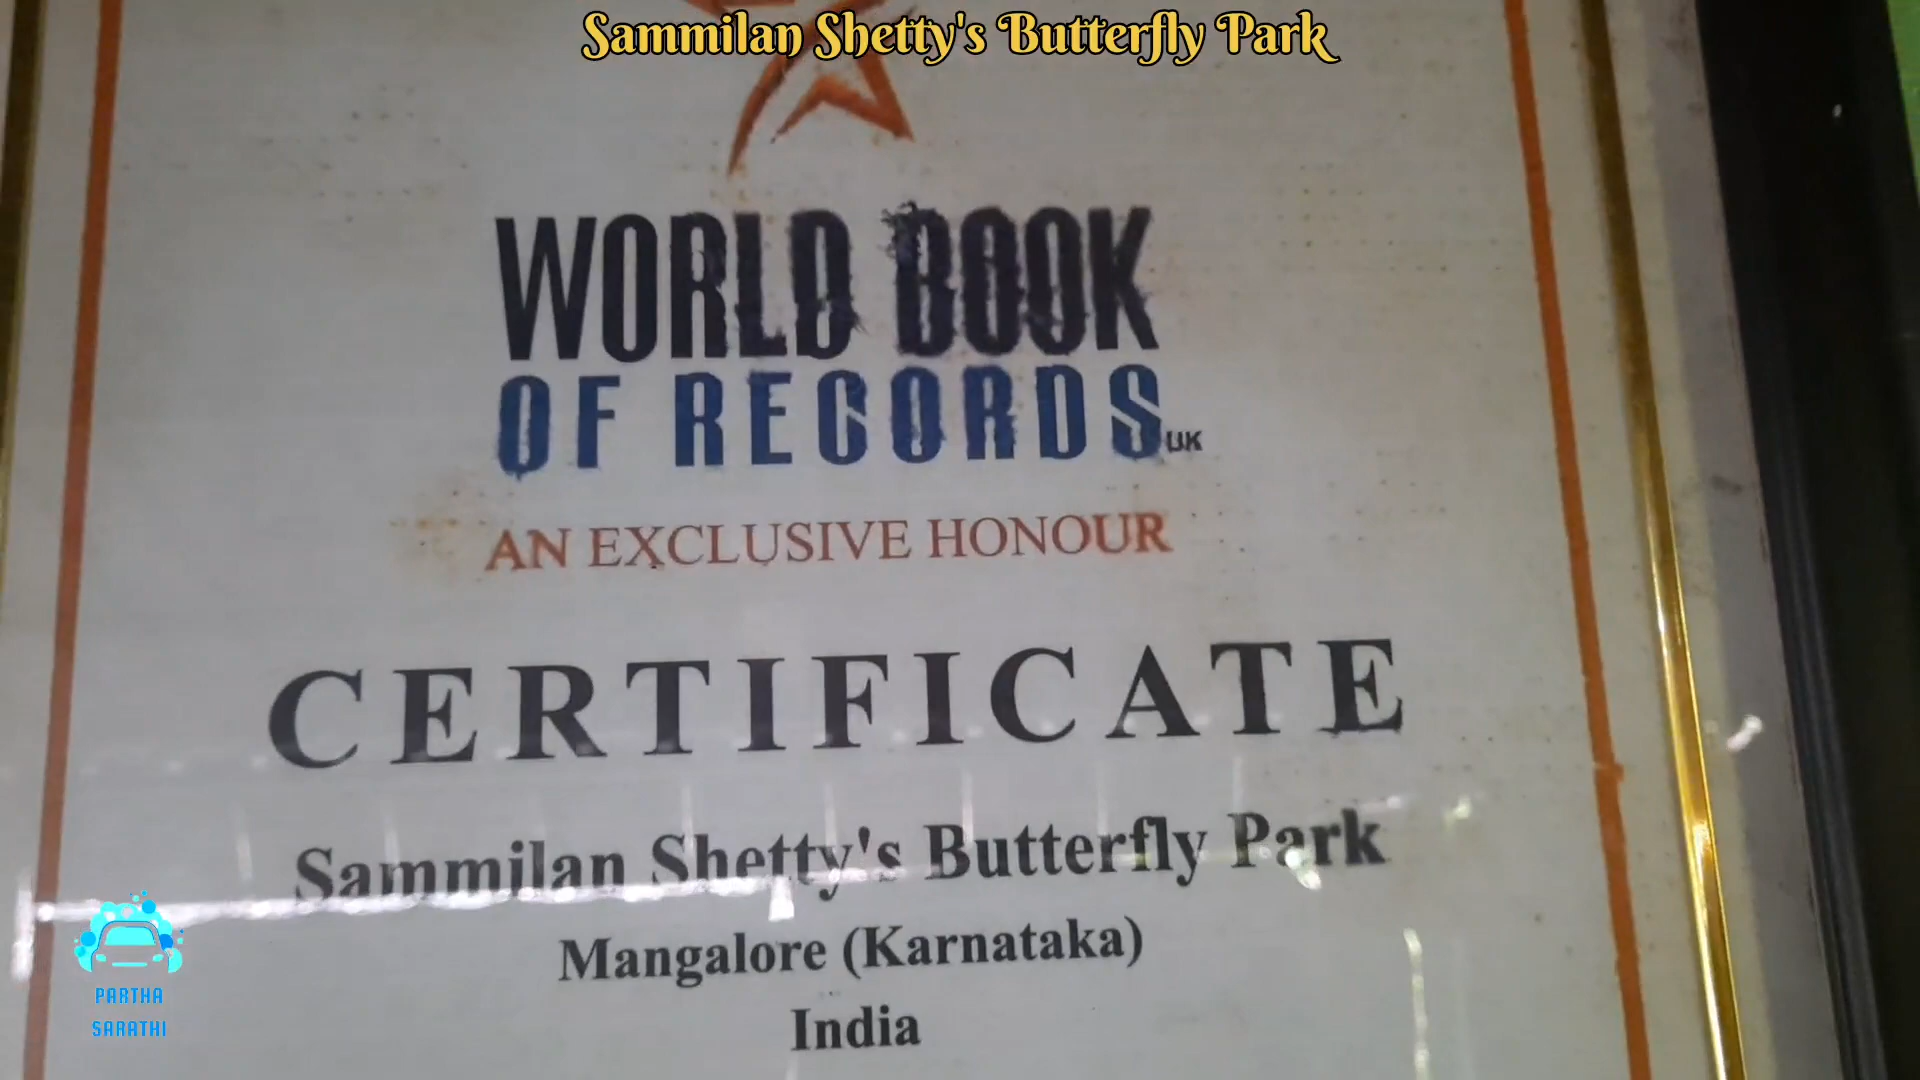 Sammilan Shetty's Butterfly Park
WORLD BOOK
OF RECORDS UK
AN EXCLUSIVE HONOUR
CERTIFICATE
Sammilan Shetty's Butterfly Park
Mangalore (Karnataka)
India
PARTHA
SARATHI